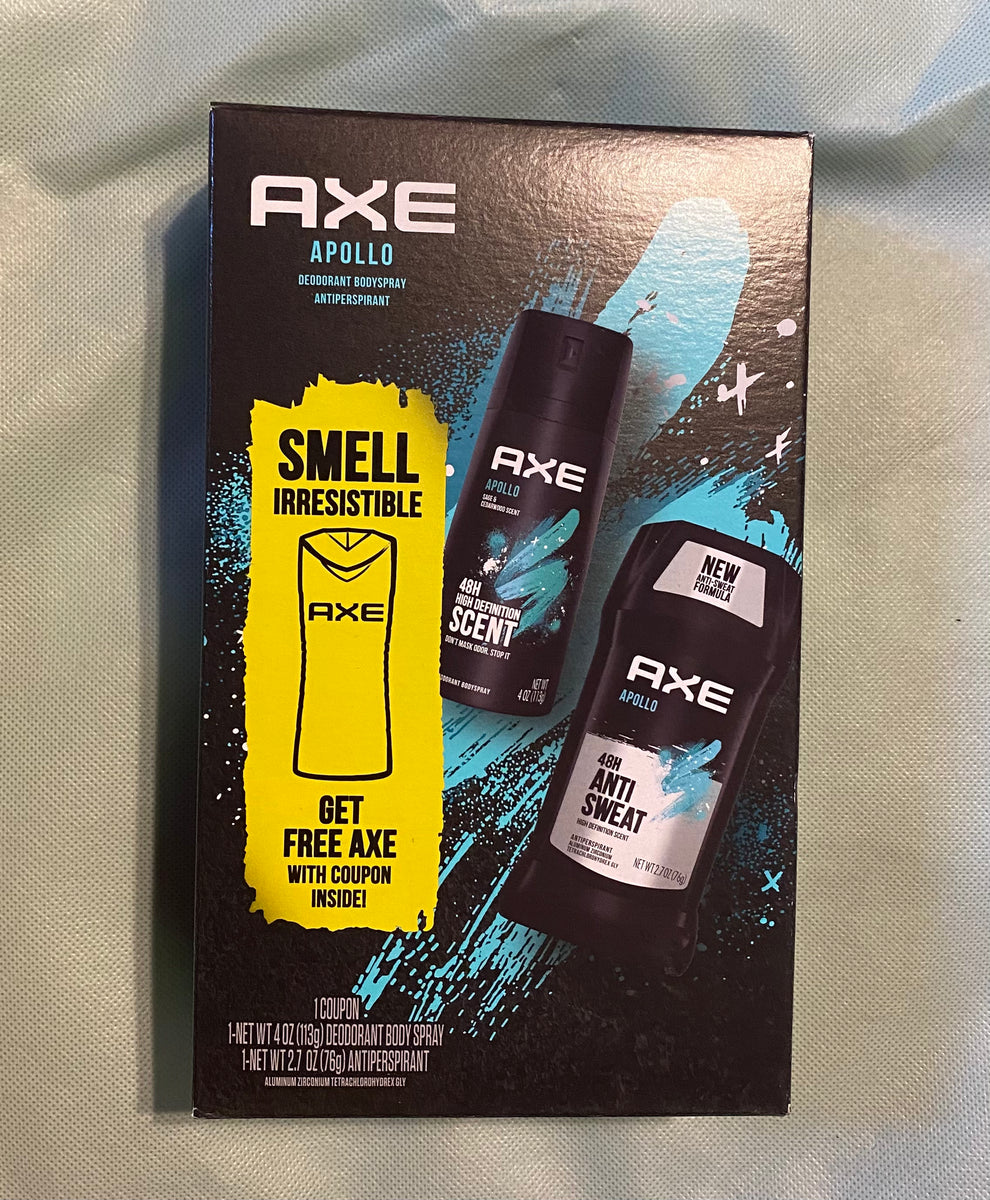 AXE
APOLLO
DEODORANT BODYSPRAY
ANTIPERSPIRANT
SMELL
IRRESISTIBLE
AXE
GET
FREE AXE
WITH COUPON
INSIDE!
AXE
APOLLO
SAGE &
CEDARWOOD SCENT
48H
HIGH DEFINITION
SCENT
DON'T MASK ODOR. STOP IT
BODYSPRAY
NET WT
4 OZ (113g)
NEW
ANTI-SWEAT
FORMULA
AXE
APOLLO
48H
ANTI
SWEAT
HIGH DEFINITION SCENT
ANTIPERSPIRANT
ALUMINUM ZIRCONIUM
TETRACHLOROHYDREX GLY
NET WT 2.7 OZ (76g)
1 COUPON
1-NET WT 4 OZ (113g) DEODORANT BODY SPRAY
1-NET WT 2.7 OZ (76g) ANTIPERSPIRANT
ALUMINUM ZIRCONIUM TETRACHLOROHYDREX GLY